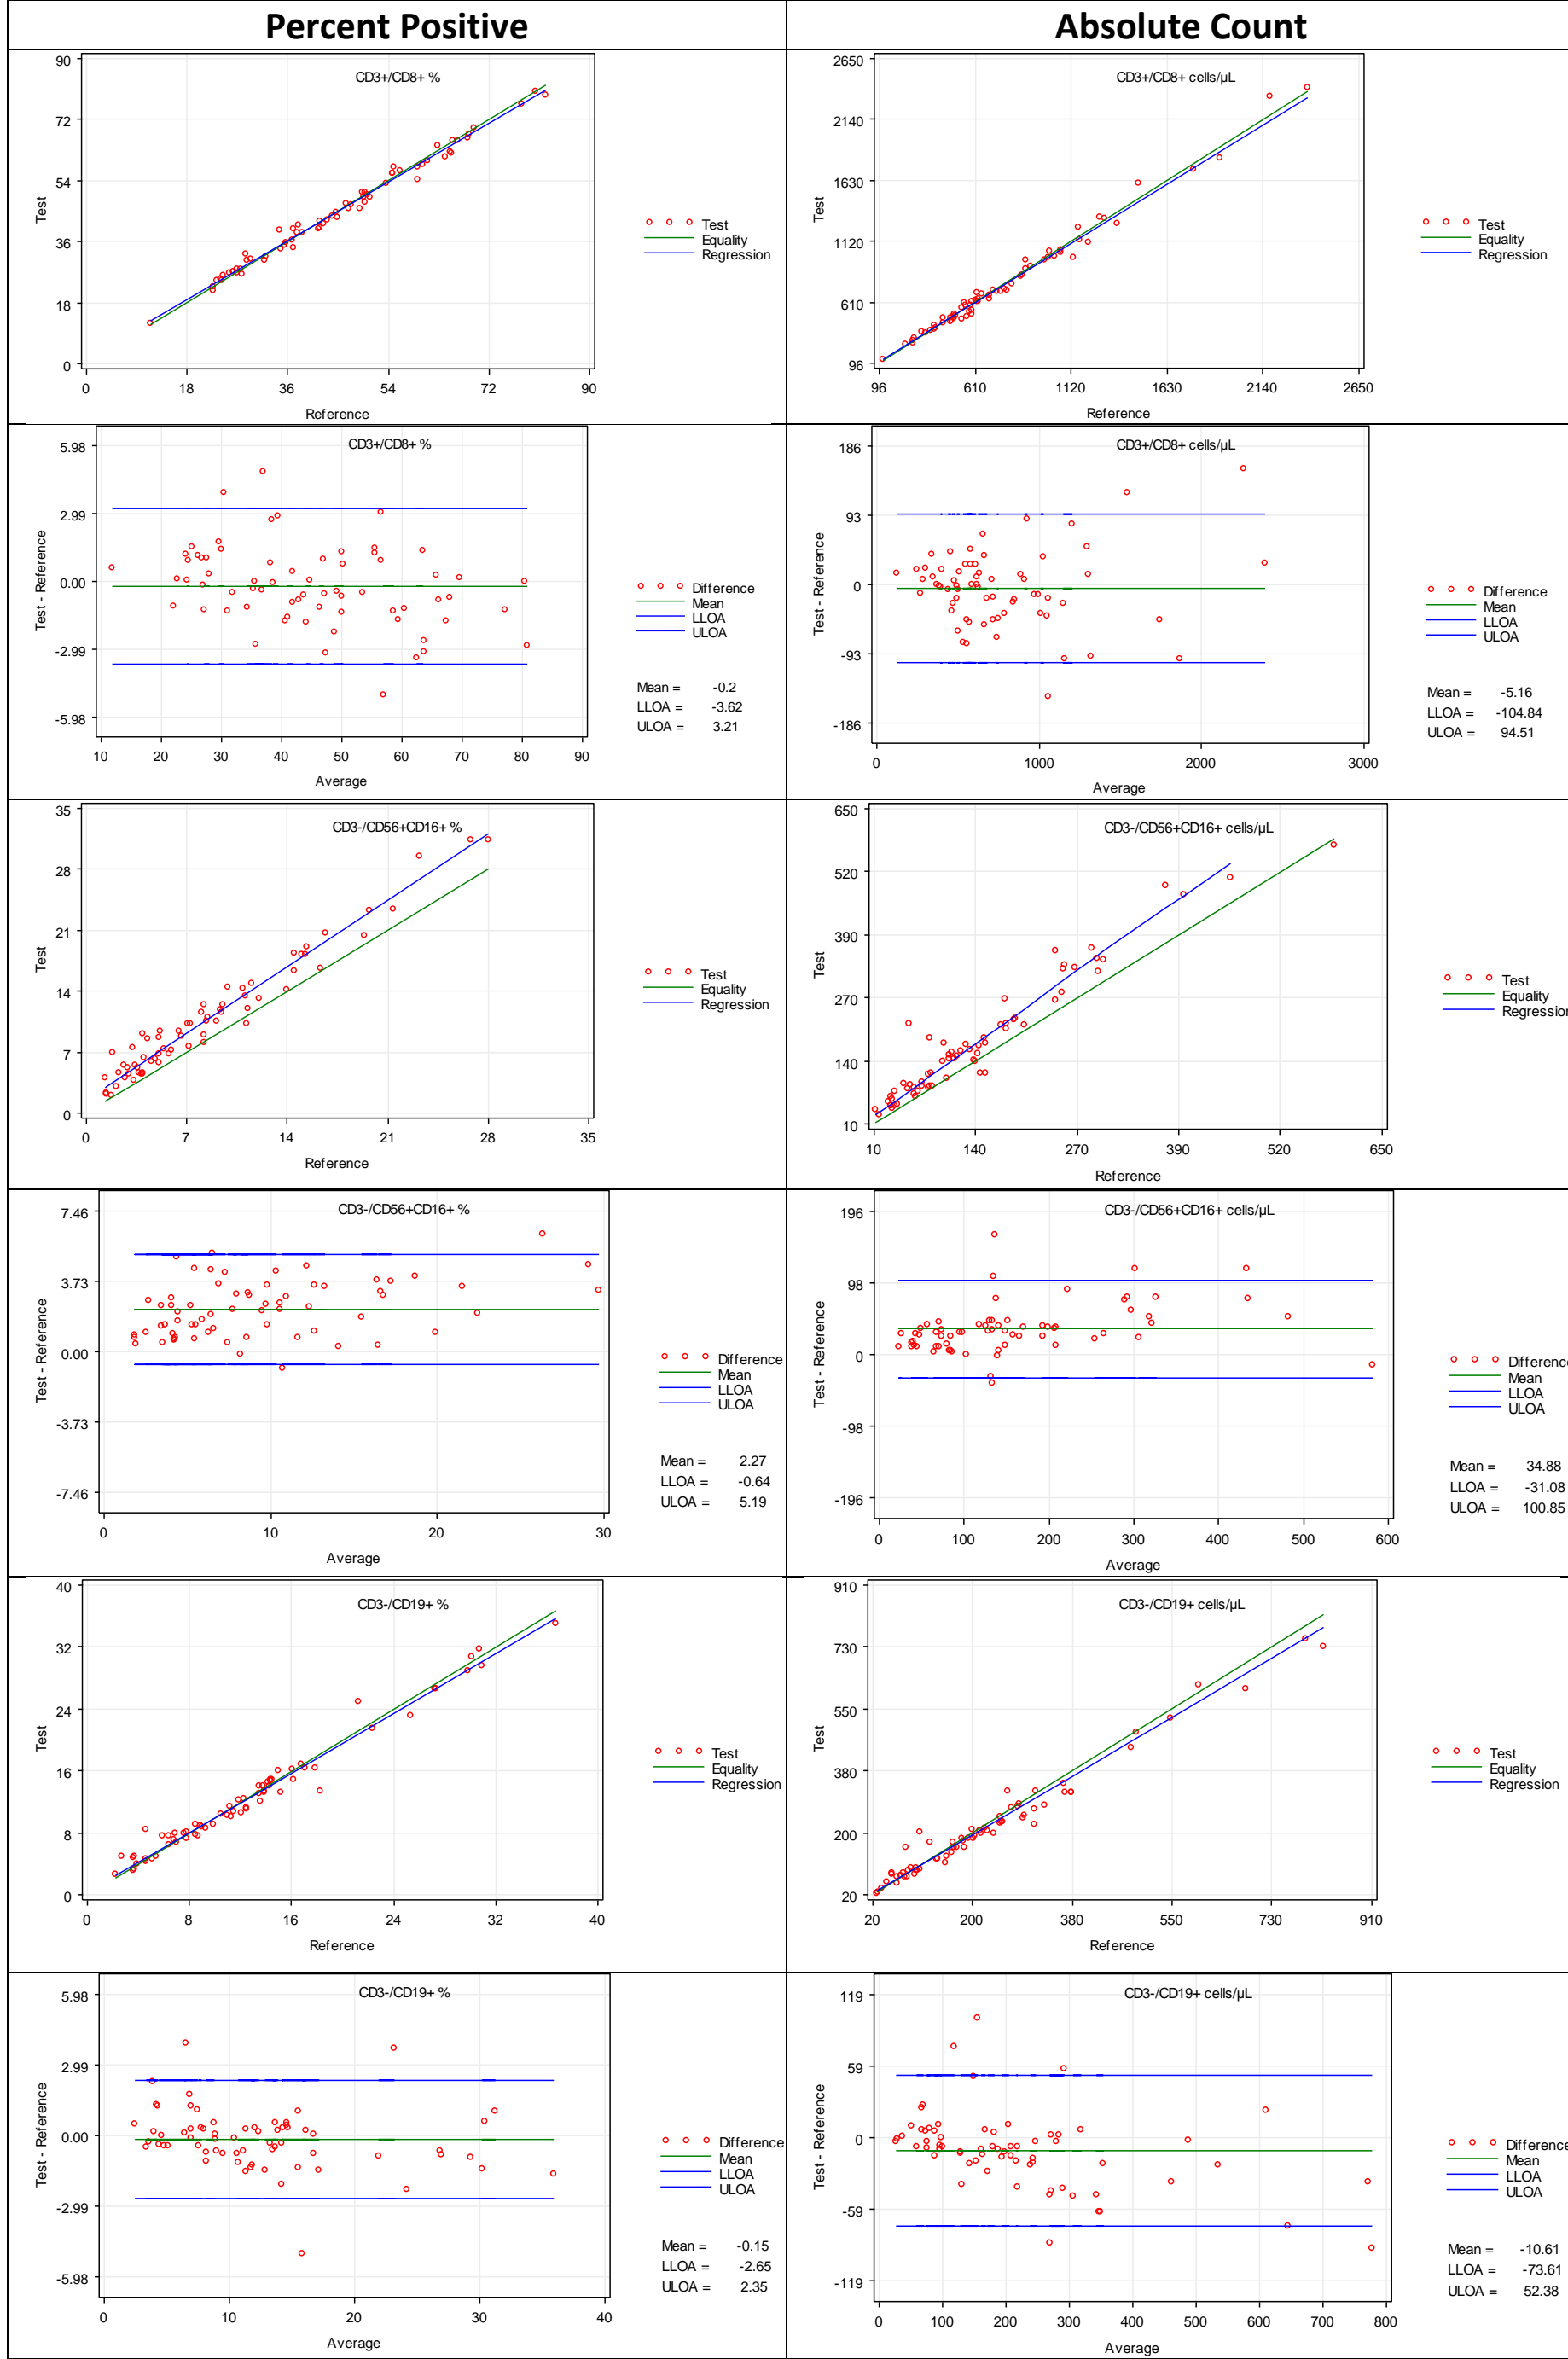 Percent Positive
Absolute Count
CD3+/CD8+ %
Test
90
72
54
36
18
0
0 18 36 54 72 90
Reference
Test
Equality
Regression
CD3+/CD8+ cells/µL
Test
2650
2140
1630
1120
610
96
96 610 1120 1630 2140 2650
Reference
Test
Equality
Regression
CD3+/CD8+ %
Test - Reference
5.98
2.99
0.00
-2.99
-5.98
10 20 30 40 50 60 70 80 90
Average
Difference
Mean
LLOA
ULOA
Mean = -0.2
LLOA = -3.62
ULOA = 3.21
CD3+/CD8+ cells/µL
Test - Reference
186
93
0
-93
-186
0 1000 2000 3000
Average
Difference
Mean
LLOA
ULOA
Mean = -5.16
LLOA = -104.84
ULOA = 94.51
CD3-/CD56+CD16+ %
Test
35
28
21
14
7
0
0 7 14 21 28 35
Reference
Test
Equality
Regression
CD3-/CD56+CD16+ cells/µL
Test
650
520
390
270
140
10
10 140 270 390 520 650
Reference
Test
Equality
Regression
CD3-/CD56+CD16+ %
Test - Reference
7.46
3.73
0.00
-3.73
-7.46
0 10 20 30
Average
Difference
Mean
LLOA
ULOA
Mean = 2.27
LLOA = -0.64
ULOA = 5.19
CD3-/CD56+CD16+ cells/µL
Test - Reference
196
98
0
-98
-196
0 100 200 300 400 500 600
Average
Difference
Mean
LLOA
ULOA
Mean = 34.88
LLOA = -31.08
ULOA = 100.85
CD3-/CD19+ %
Test
40
32
24
16
8
0
0 8 16 24 32 40
Reference
Test
Equality
Regression
CD3-/CD19+ cells/µL
Test
910
730
550
380
200
20
20 200 380 550 730 910
Reference
Test
Equality
Regression
CD3-/CD19+ %
Test - Reference
5.98
2.99
0.00
-2.99
-5.98
0 10 20 30 40
Average
Difference
Mean
LLOA
ULOA
Mean = -0.15
LLOA = -2.65
ULOA = 2.35
CD3-/CD19+ cells/µL
Test - Reference
119
59
0
-59
-119
0 100 200 300 400 500 600 700 800
Average
Difference
Mean
LLOA
ULOA
Mean = -10.61
LLOA = -73.61
ULOA = 52.38